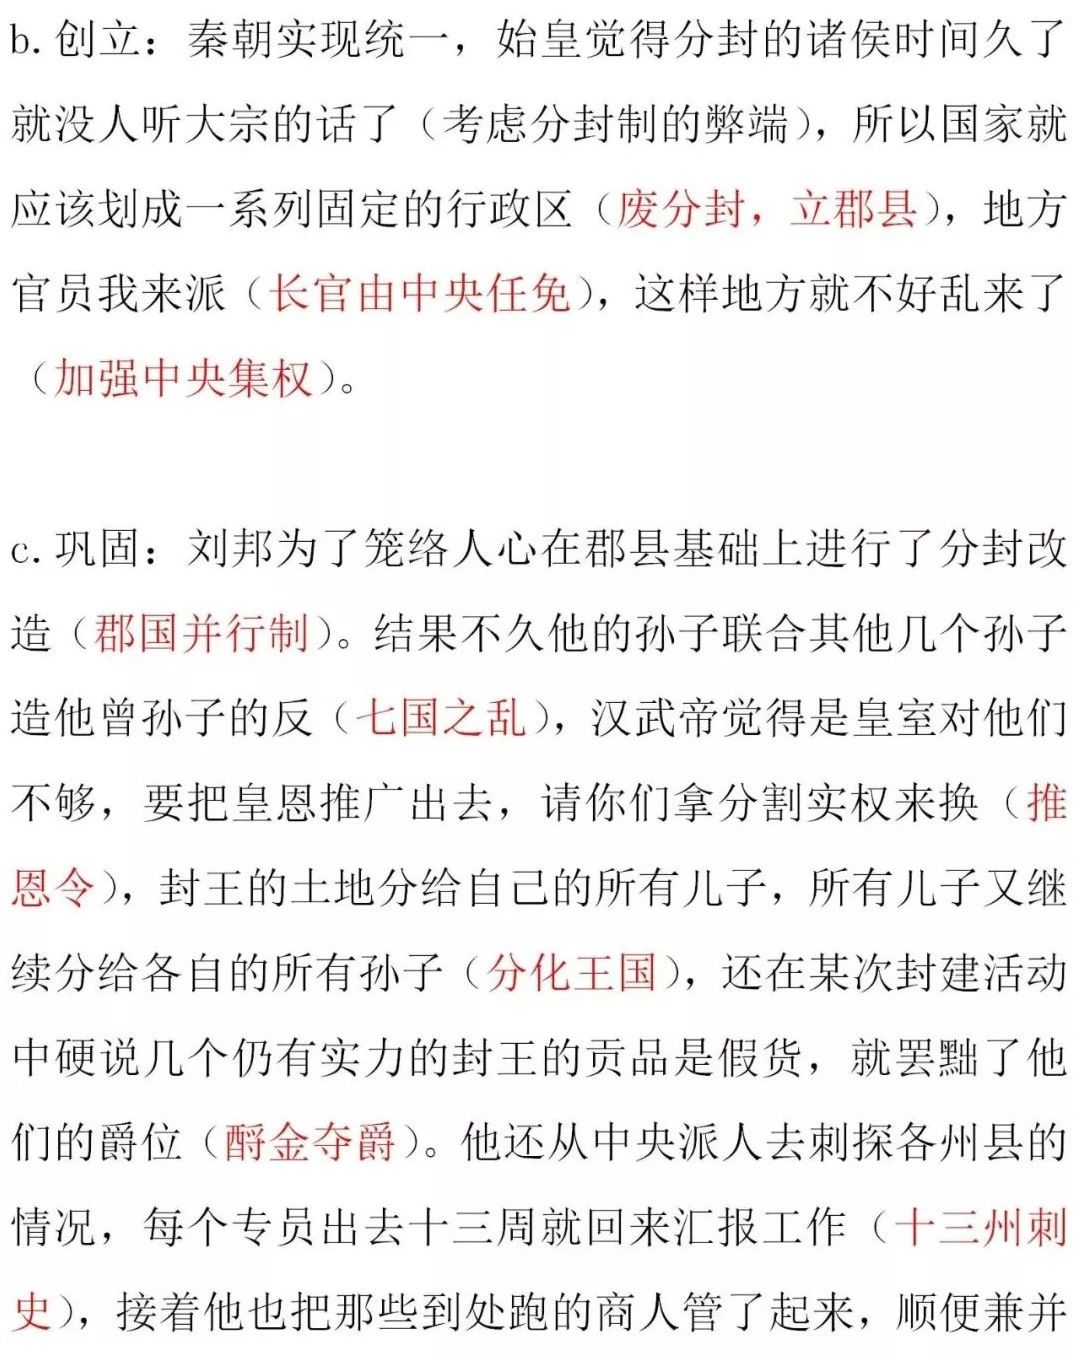 b. 创立：秦朝实现统一，始皇觉得分封的诸侯时间久了
就没人听大宗的话了（考虑分封制的弊端），所以国家就
应该划成一系列固定的行政区（废分封，立郡县），地方
官员我来派（长官由中央任免），这样地方就不好乱来了
（加强中央集权）。
c. 巩固：刘邦为了笼络人心在郡县基础上进行了分封改
造（郡国并行制）。结果不久他的孙子联合其他几个孙子
造他曾孙子的反（七国之乱），汉武帝觉得是皇室对他们
不够，要把皇恩推广出去，请你们拿分割实权来换（推
恩令），封王的土地分给自己的所有儿子，所有儿子又继
续分给各自的所有孙子（分化王国），还在某次封建活动
中硬说几个仍有实力的封王的贡品是假货，就罢黜了他
们的爵位（酹金夺爵）。他还从中央派人去刺探各州县的
情况，每个专员出去十三周就回来汇报工作（十三州刺
史），接着他也把那些到处跑的商人管了起来，顺便兼并